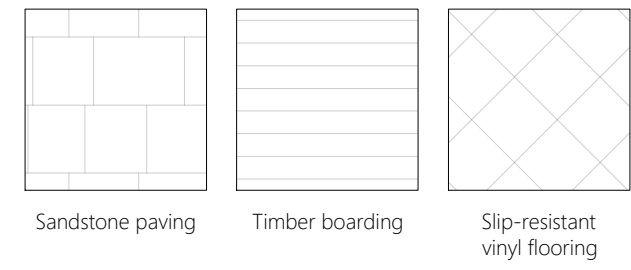 Sandstone paving
Timber boarding
Slip-resistant
vinyl flooring